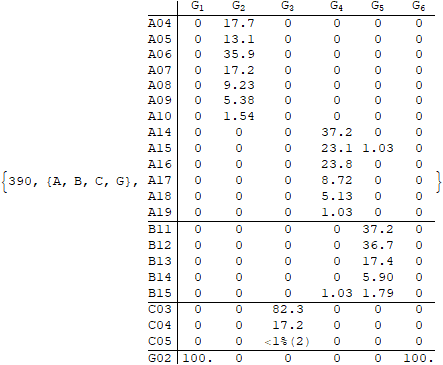 G₁ G₂ G₃ G₄ G₅ G₆
A04 0 17.7 0 0 0 0
A05 0 13.1 0 0 0 0
A06 0 35.9 0 0 0 0
A07 0 17.2 0 0 0 0
A08 0 9.23 0 0 0 0
A09 0 5.38 0 0 0 0
A10 0 1.54 0 0 0 0
A14 0 0 0 37.2 0 0
A15 0 0 0 23.1 1.03 0
A16 0 0 0 23.8 0 0
{390, {A, B, C, G}, A17 0 0 0 8.72 0 0 }
A18 0 0 0 5.13 0 0
A19 0 0 0 1.03 0 0
B11 0 0 0 0 37.2 0
B12 0 0 0 0 36.7 0
B13 0 0 0 0 17.4 0
B14 0 0 0 0 5.90 0
B15 0 0 0 1.03 1.79 0
C03 0 0 82.3 0 0 0
C04 0 0 17.2 0 0 0
C05 0 0 <1%(2) 0 0 0
G02 100. 0 0 0 0 100.